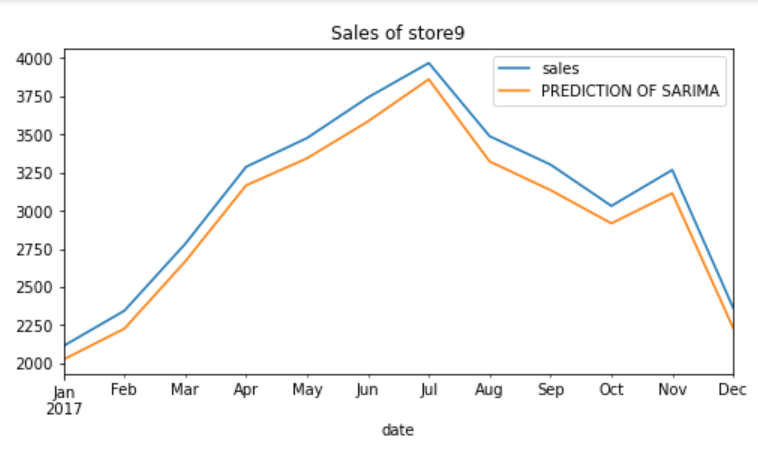 Sales of store9
sales
PREDICTION OF SARIMA
4000
3750
3500
3250
3000
2750
2500
2250
2000
Jan Feb Mar Apr May Jun Jul Aug Sep Oct Nov Dec
2017
date